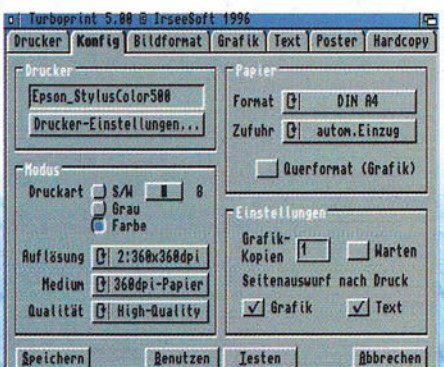 Turboprint 5.00 © IrseeSoft 1996
Drucker Konfig Bildformat Grafik Text Poster Hardcopy
Drucker
Epson_StylusColor500
Drucker-Einstellungen...
Papier
Format DIN A4
Zufuhr autom.Einzug
Querformat (Grafik)
Modus
Druckart S/W 8
Grau
Farbe
Auflösung 2:360x360dpi
Medium 360dpi-Papier
Qualität High-Quality
Einstellungen
Grafik-
Kopien 1 Warten
Seitenauswurf nach Druck
Grafik Text
Speichern Benutzen Testen Abbrechen